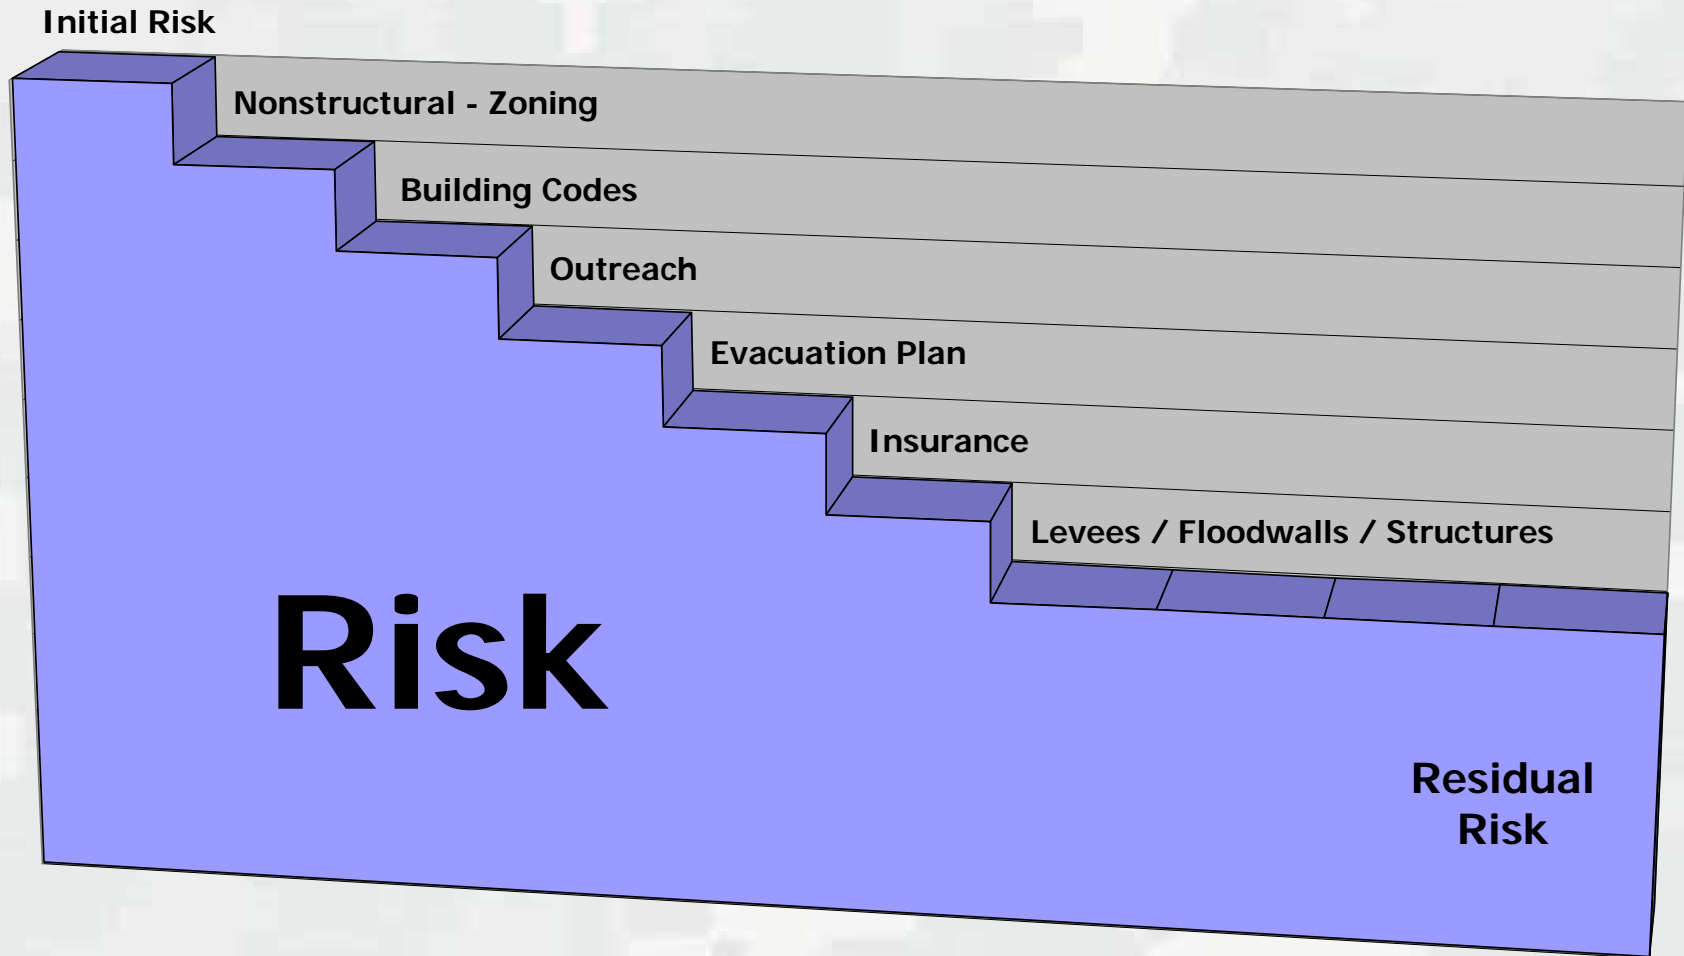 Initial Risk
Nonstructural - Zoning
Building Codes
Outreach
Evacuation Plan
Insurance
Levees / Floodwalls / Structures
Risk
Residual
Risk